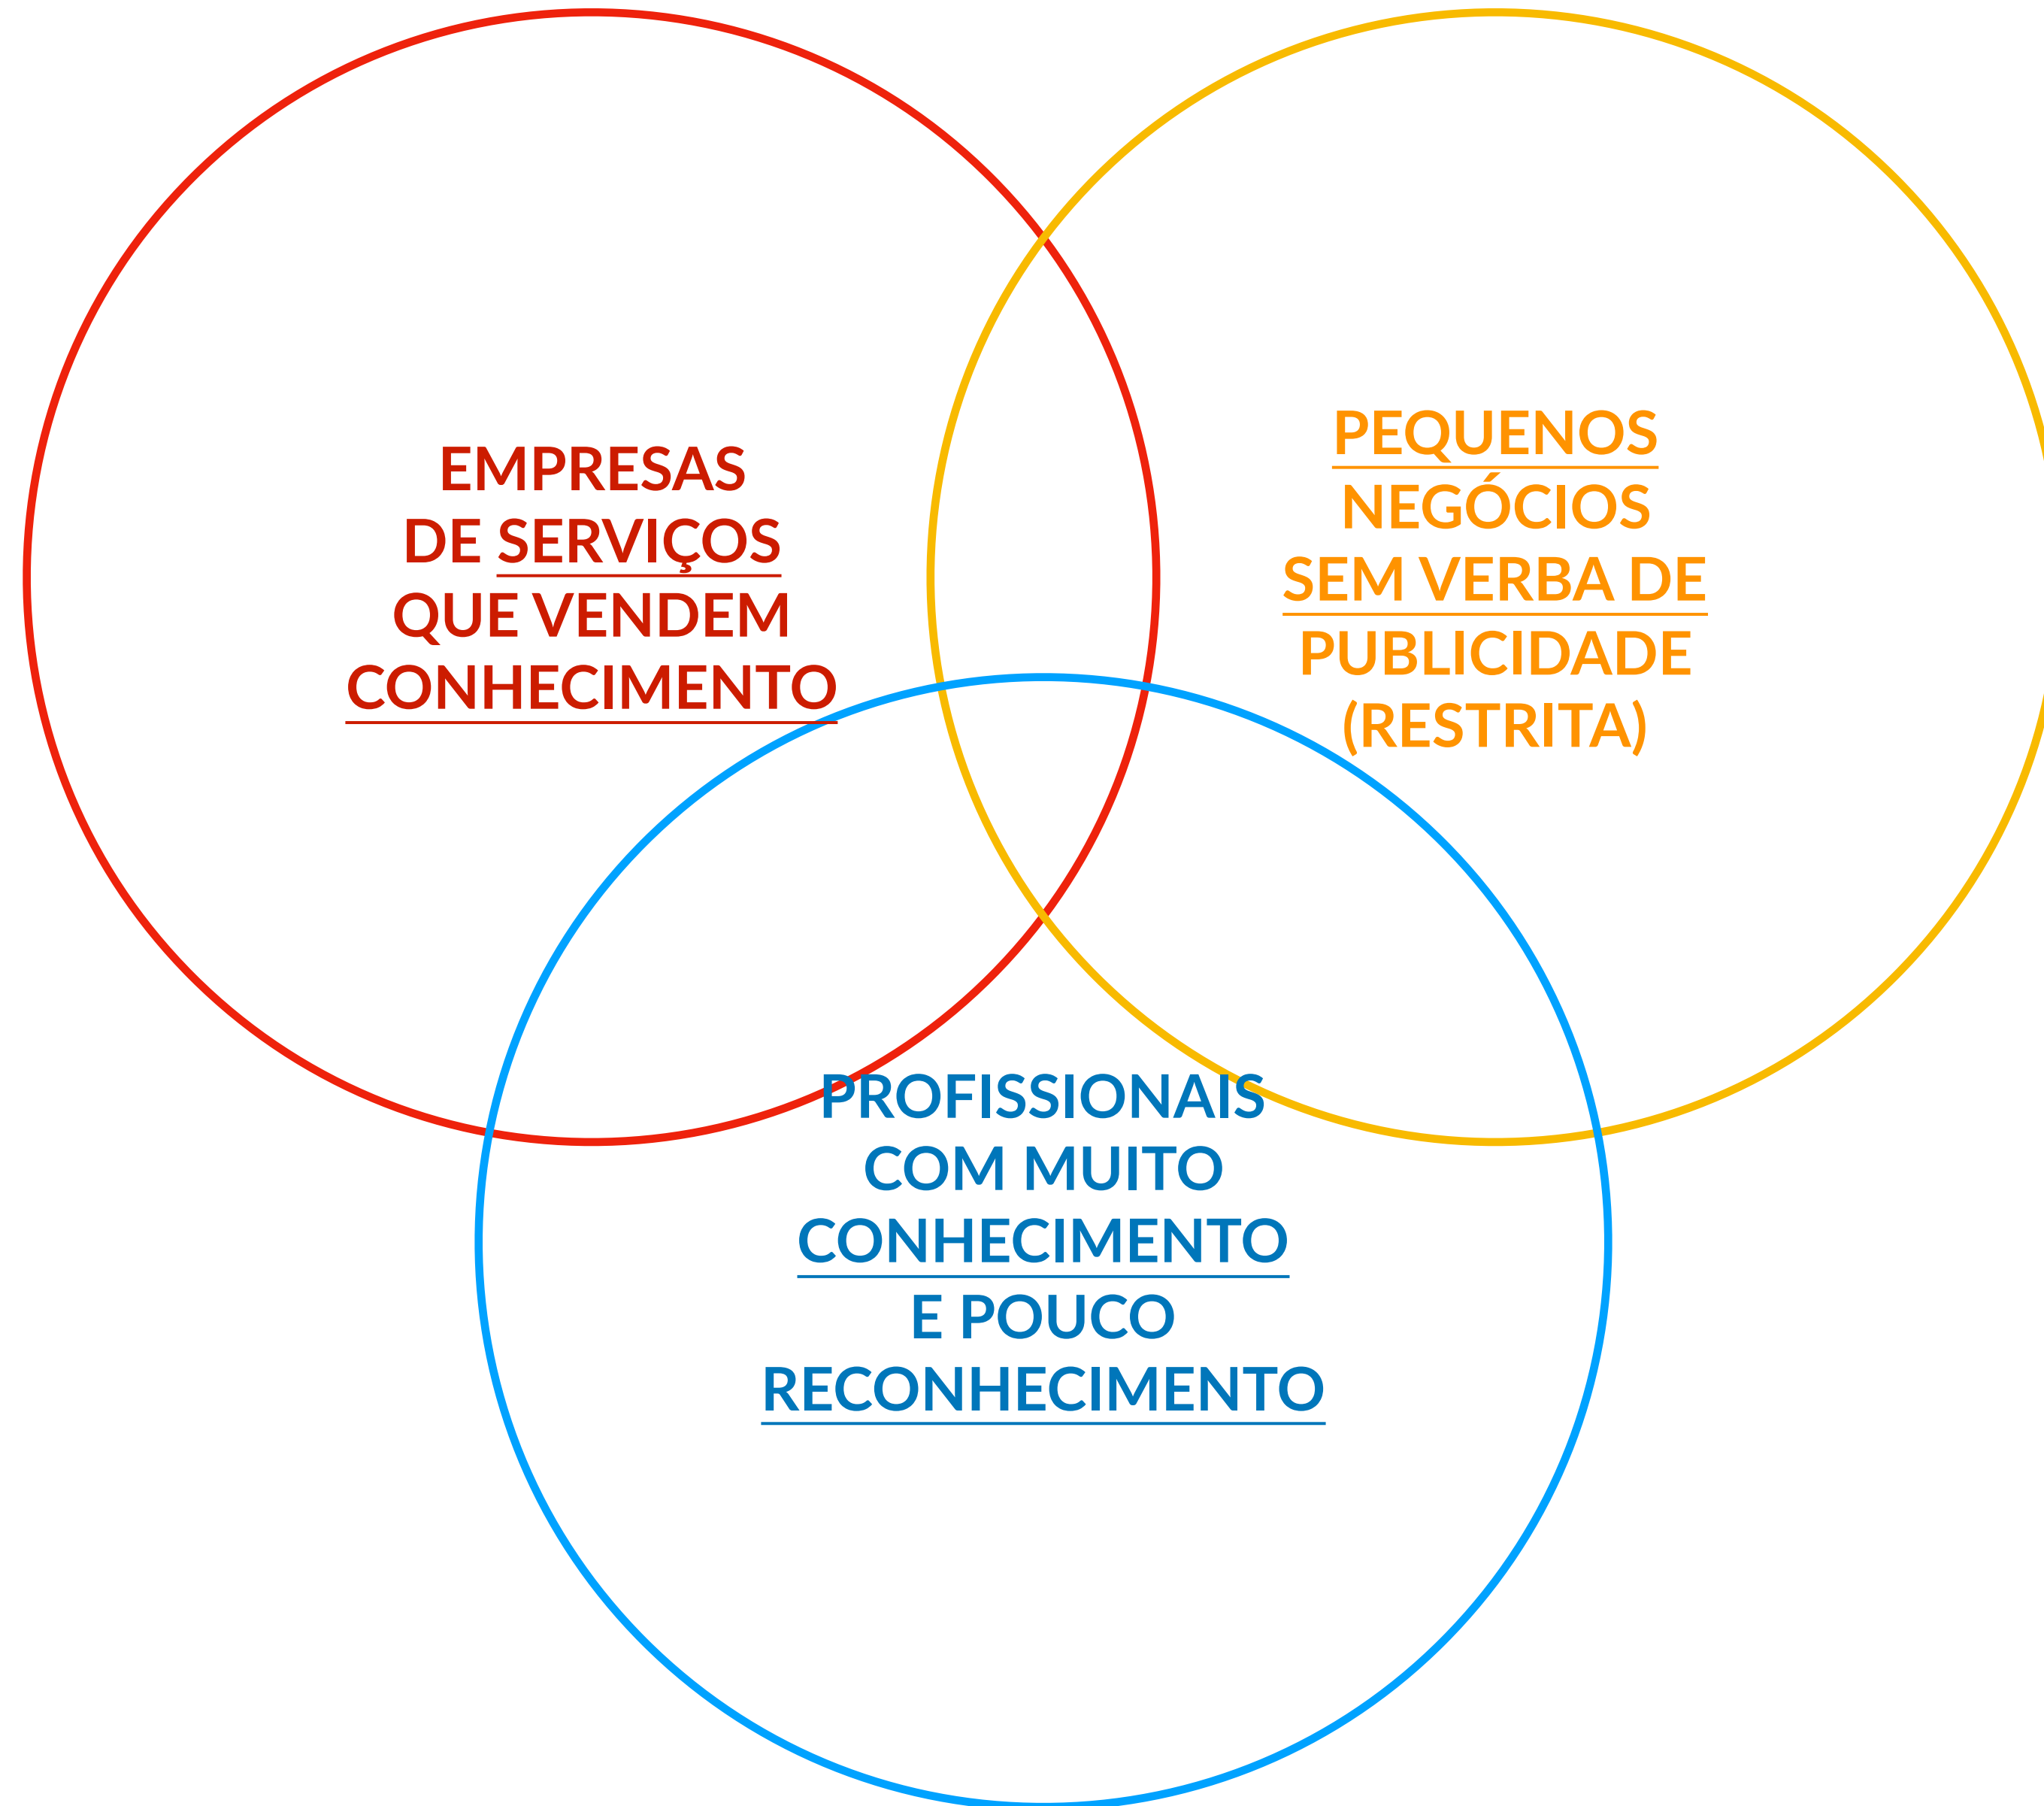 EMPRESAS
DE SERVIÇOS
QUE VENDEM
CONHECIMENTO
PEQUENOS
NEGÓCIOS
SEM VERBA DE
PUBLICIDADE
(RESTRITA)
PROFISSIONAIS
COM MUITO
CONHECIMENTO
E POUCO
RECONHECIMENTO